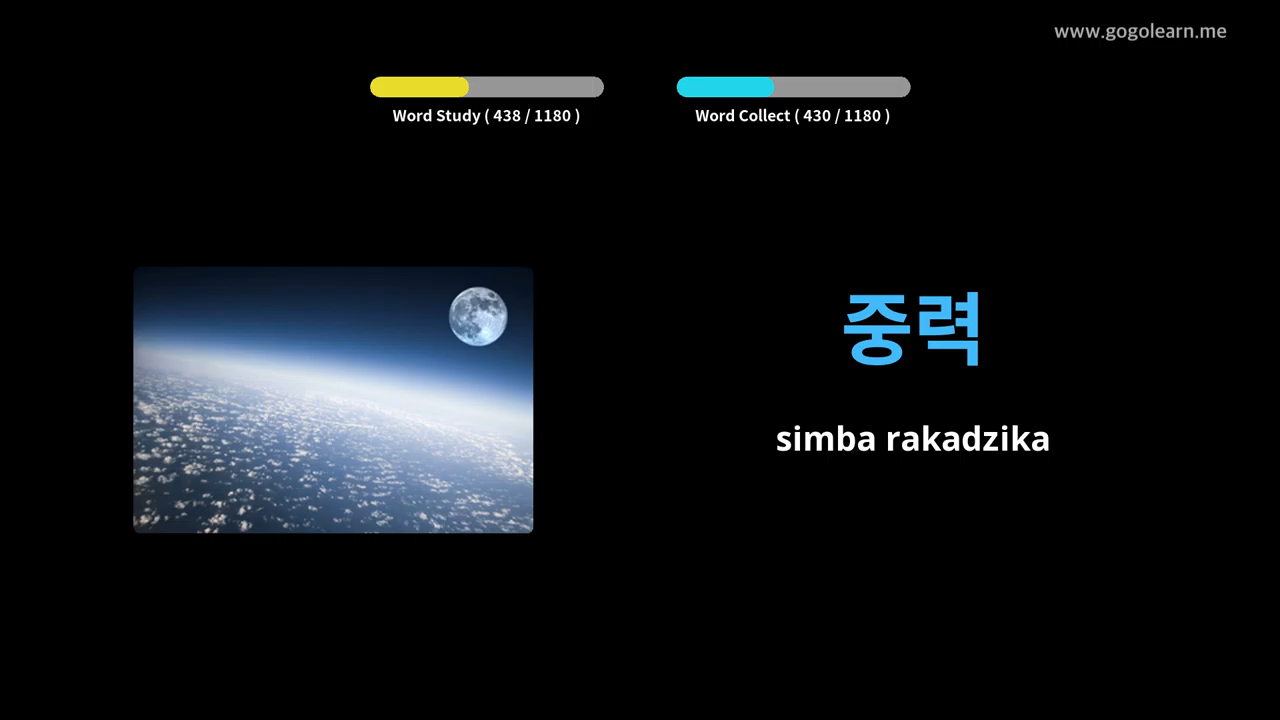 www.gogolearn.me
Word Study ( 438 / 1180 )
Word Collect ( 430 / 1180 )
중력
simba rakadzika